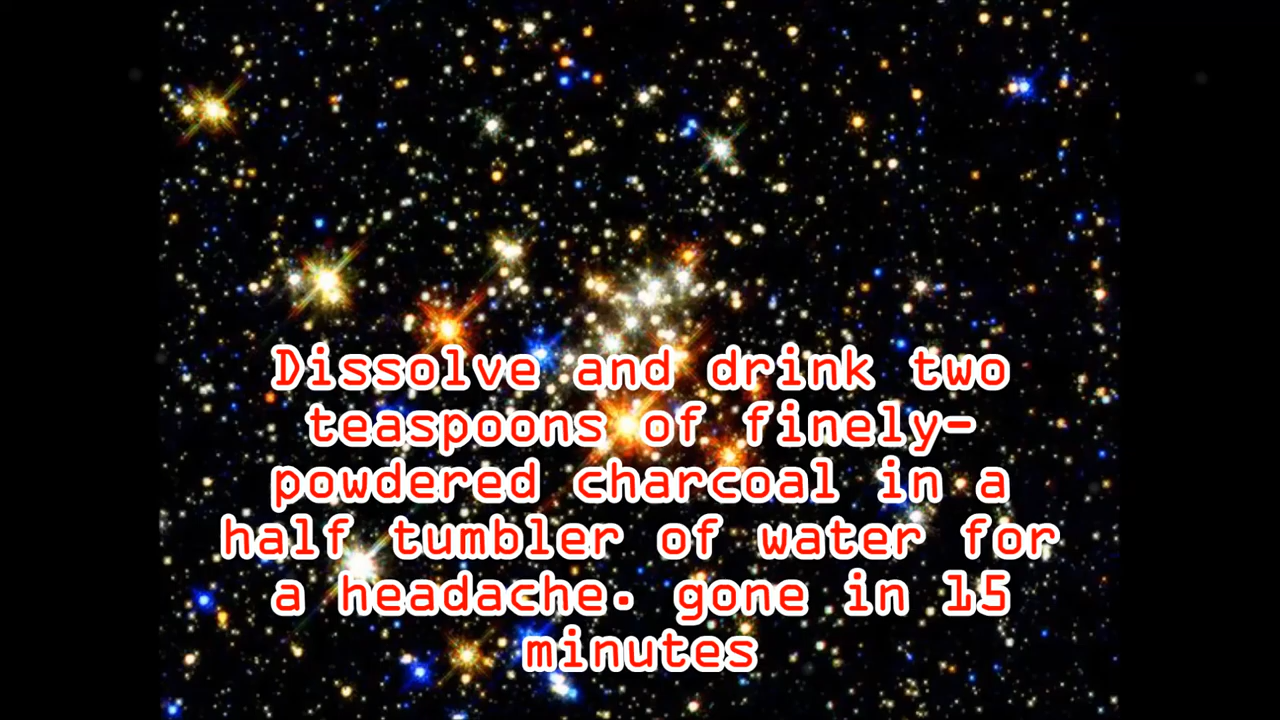 Dissolve and drink two
teaspoons of finely-
powdered charcoal in a
half tumbler of water for
a headache. gone in 15
minutes